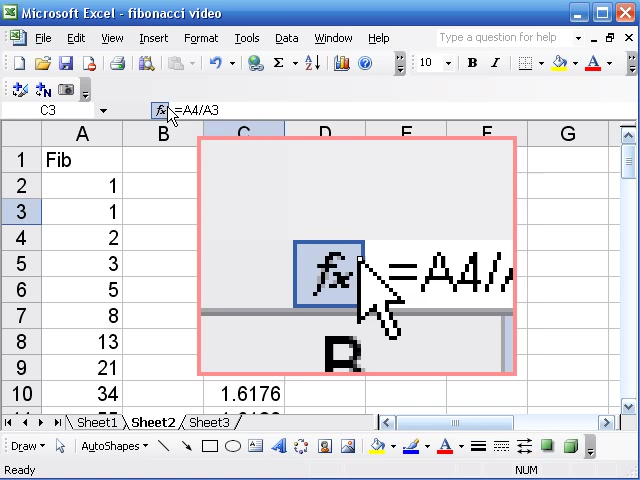 Microsoft Excel - fibonacci video
File Edit View Insert Format Tools Data Window Help Type a question for help
10 B I A
C3 fx =A4/A3
A B C D E F G
1 Fib
2 1
3 1
4 2
5 3
6 5
7 8
8 13
9 21
10 34 1.6176
fx =A4/
B
Sheet1 Sheet2 Sheet3
Draw AutoShapes A A
Ready NUM